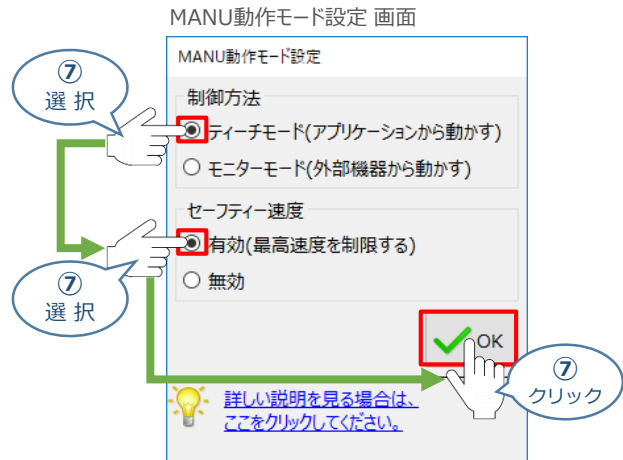 MANU動作モード設定 画面
MANU動作モード設定
⑦
選 択
制御方法
ティーチモード(アプリケーションから動かす)
モニターモード(外部機器から動かす)
セーフティー速度
有効(最高速度を制限する)
⑦
選 択
無効
OK
⑦
クリック
詳しい説明を見る場合は、
ここをクリックしてください。